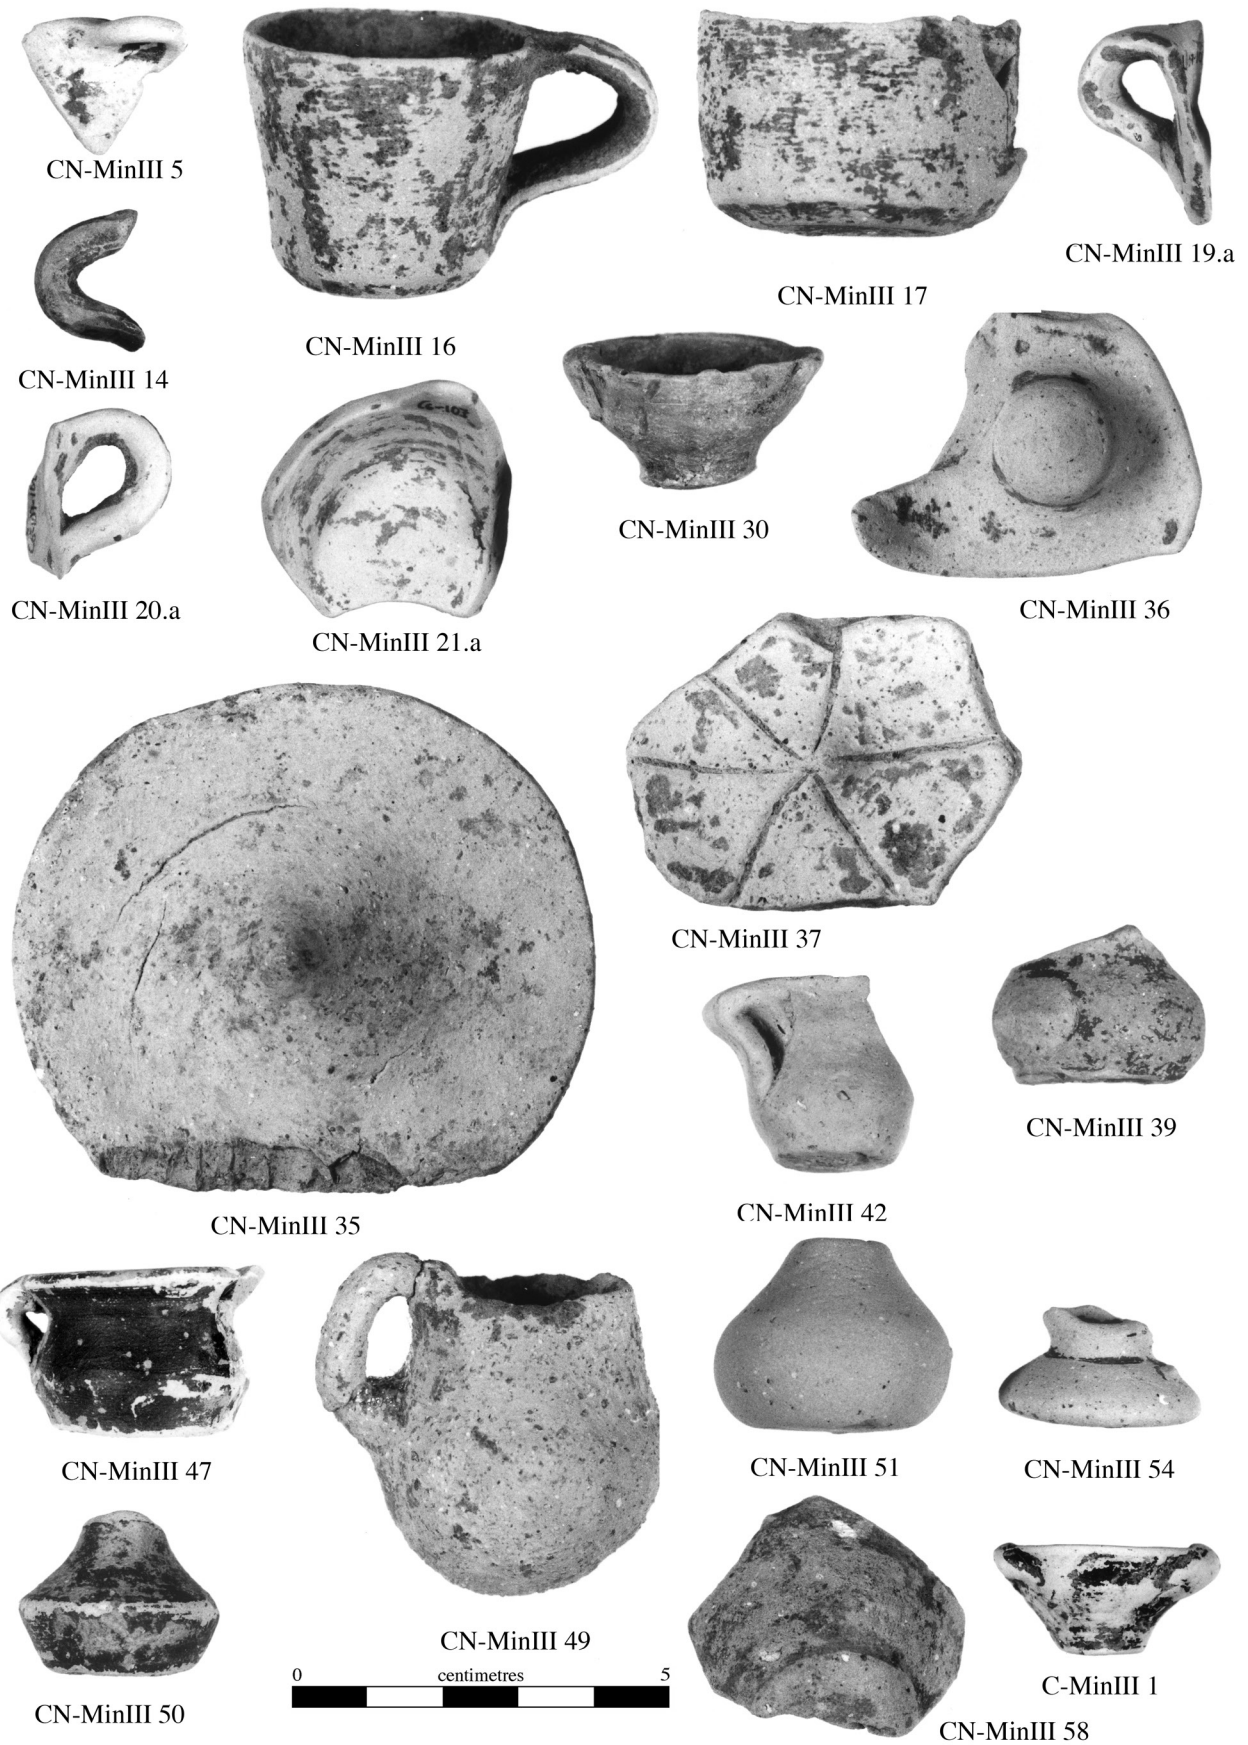 CN-MinIII 5
CN-MinIII 16
CN-MinIII 17
CN-MinIII 19.a
CN-MinIII 14
CN-MinIII 20.a
CN-MinIII 21.a
CN-MinIII 30
CN-MinIII 36
CN-MinIII 35
CN-MinIII 37
CN-MinIII 42
CN-MinIII 39
CN-MinIII 47
CN-MinIII 49
CN-MinIII 51
CN-MinIII 54
CN-MinIII 50
0 centimetres 5
CN-MinIII 58
C-MinIII 1